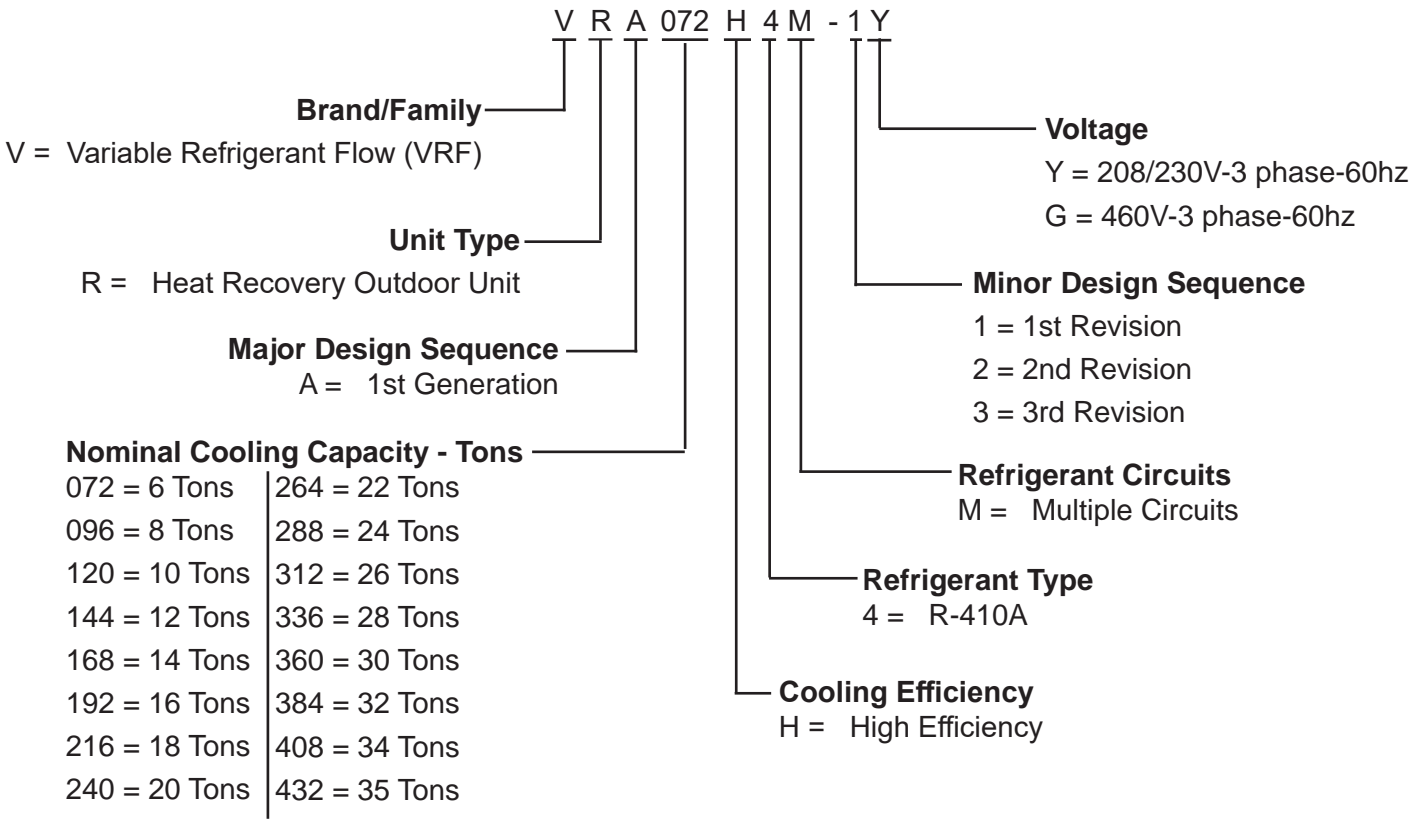 V R A 072 H 4 M - 1 Y
Brand/Family
V = Variable Refrigerant Flow (VRF)
Unit Type
R = Heat Recovery Outdoor Unit
Major Design Sequence
A = 1st Generation
Nominal Cooling Capacity - Tons
072 = 6 Tons 264 = 22 Tons
096 = 8 Tons 288 = 24 Tons
120 = 10 Tons 312 = 26 Tons
144 = 12 Tons 336 = 28 Tons
168 = 14 Tons 360 = 30 Tons
192 = 16 Tons 384 = 32 Tons
216 = 18 Tons 408 = 34 Tons
240 = 20 Tons 432 = 35 Tons
Voltage
Y = 208/230V-3 phase-60hz
G = 460V-3 phase-60hz
Minor Design Sequence
1 = 1st Revision
2 = 2nd Revision
3 = 3rd Revision
Refrigerant Circuits
M = Multiple Circuits
Refrigerant Type
4 = R-410A
Cooling Efficiency
H = High Efficiency